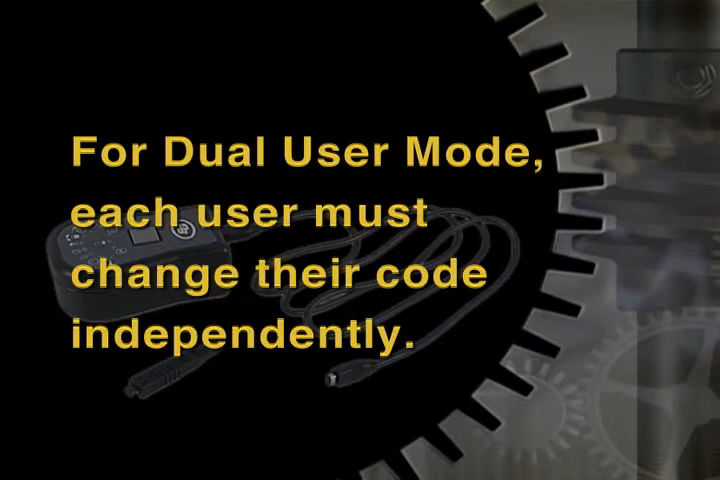 For Dual User Mode,
each user must
change their code
independently.